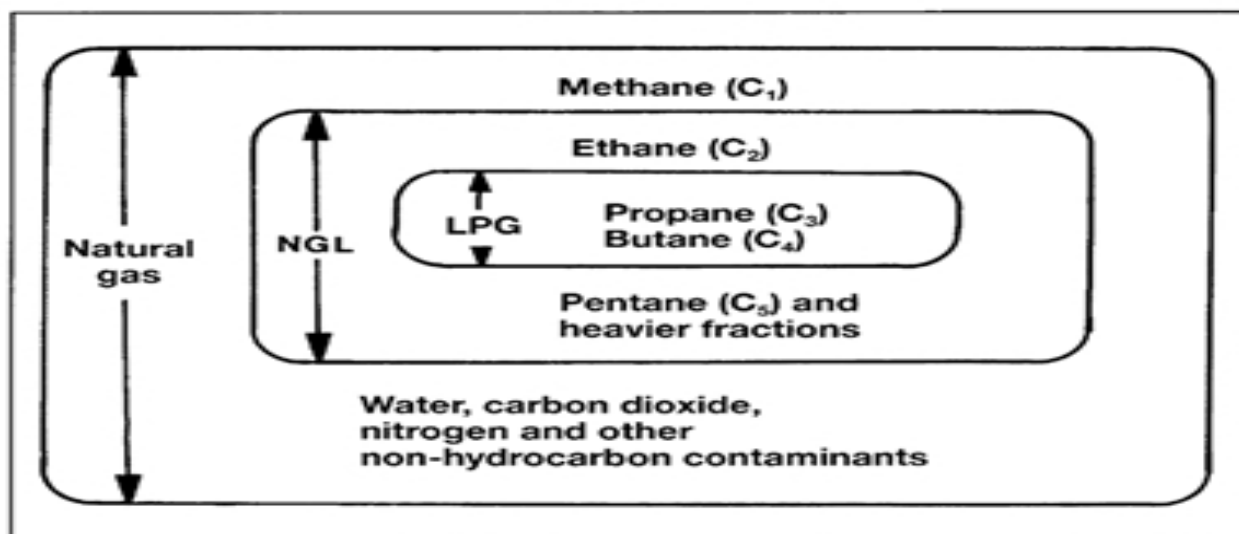 Methane (C₁)
Ethane (C₂)
Propane (C₃)
Butane (C₄)
LPG
NGL
Natural
gas
Pentane (C₅) and
heavier fractions
Water, carbon dioxide,
nitrogen and other
non-hydrocarbon contaminants